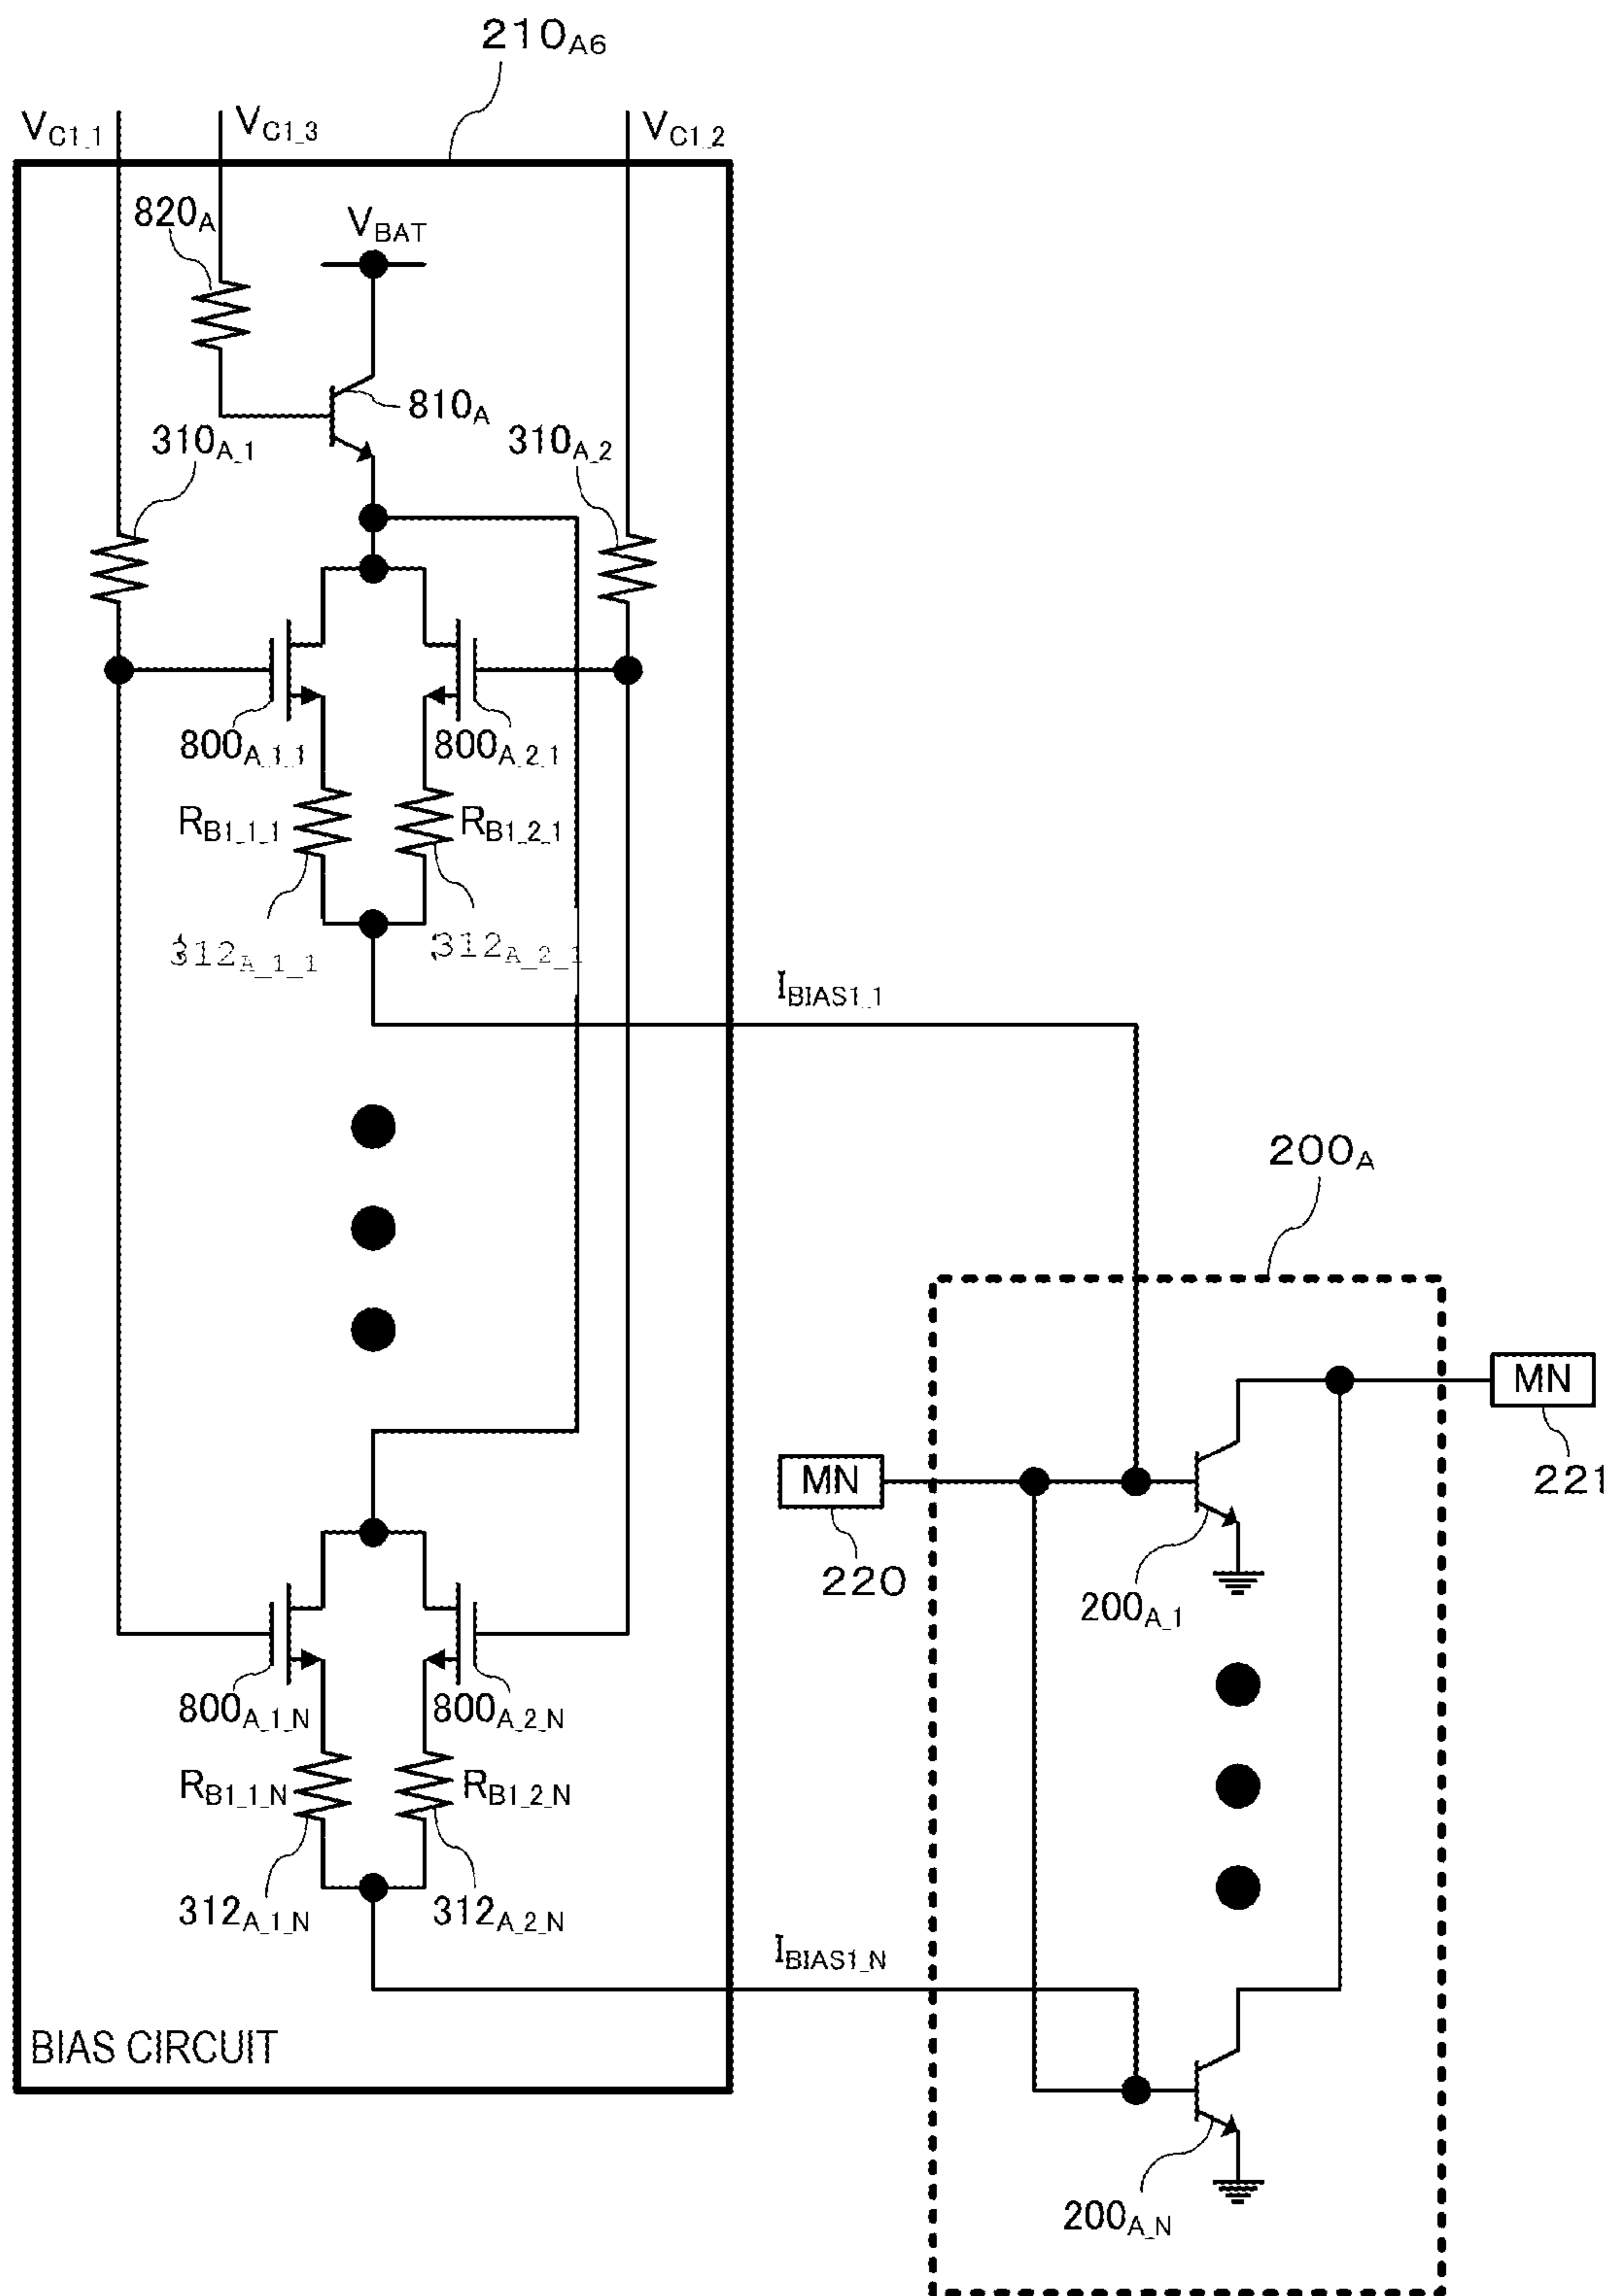 210A6
VC1_1
VC1_3
VC1_2
820A
VBAT
810A
310A_1
310A_2
800A_1_1
800A_2_1
RB1_1_1
RB1_2_1
312A_1_1
312A_2_1
IBIAS1_1
200A
MN
MN
221
220
200A_1
800A_1_N
800A_2_N
RB1_1_N
RB1_2_N
312A_1_N
312A_2_N
IBIAS1_N
BIAS CIRCUIT
200A_N